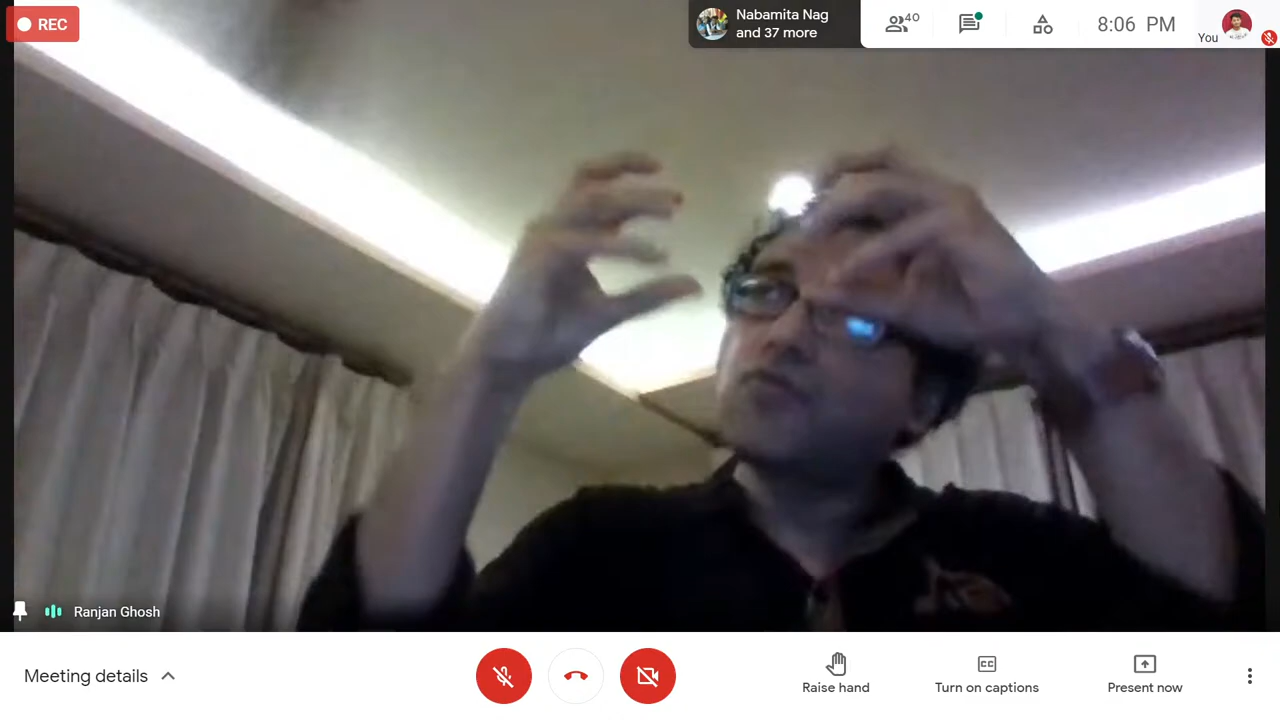 REC
Nabamita Nag
and 37 more
40
8:06 PM
You
Ranjan Ghosh
Meeting details
Raise hand
CC
Turn on captions
Present now